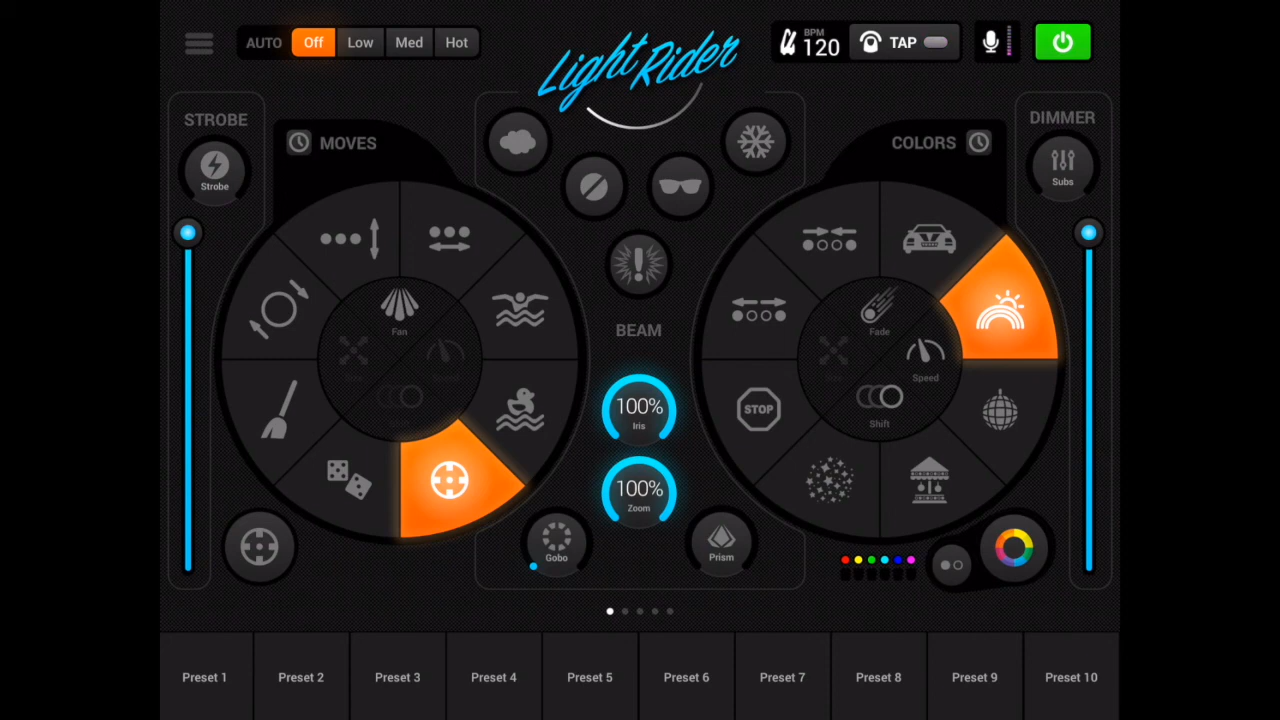 AUTO Off Low Med Hot
Light Rider
BPM
120
TAP
STROBE
Strobe
MOVES
COLORS
DIMMER
Subs
Fan
Fade
Speed
Shift
STOP
BEAM
100%
Iris
100%
Zoom
Gobo
Prism
Preset 1 Preset 2 Preset 3 Preset 4 Preset 5 Preset 6 Preset 7 Preset 8 Preset 9 Preset 10